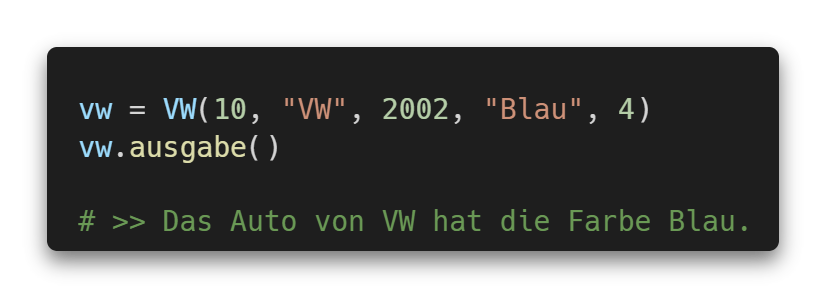 vw = VW(10, "VW", 2002, "Blau", 4)
vw.ausgabe()
# >> Das Auto von VW hat die Farbe Blau.